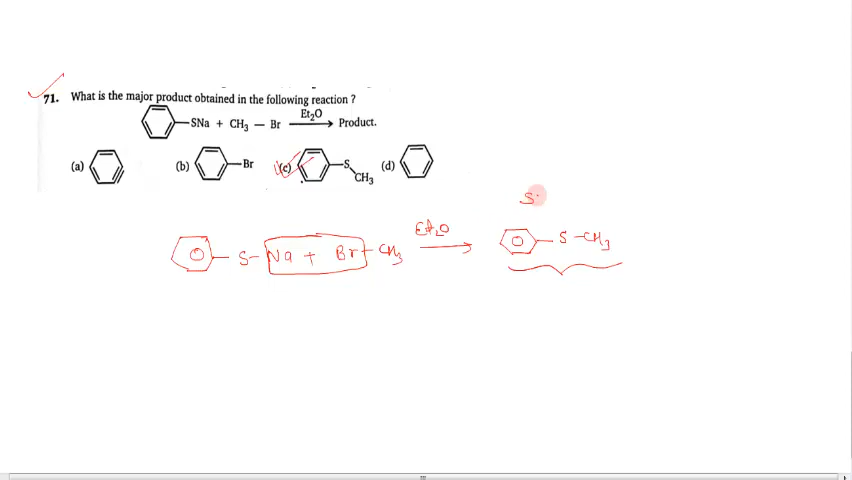 71. What is the major product obtained in the following reaction ?
SNa + CH3 — Br Et2O Product.
(a) (b) Br (c) S CH3 (d)
S
S - Na + Br - CH3 Et2O S - CH3